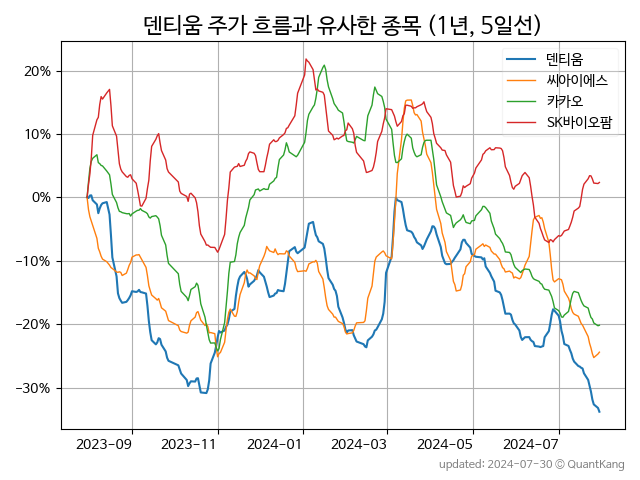 덴티움 주가 흐름과 유사한 종목 (1년, 5일선)
덴티움
씨아이에스
카카오
SK바이오팜
20%
10%
0%
−10%
−20%
−30%
2023-09
2023-11
2024-01
2024-03
2024-05
2024-07
updated: 2024-07-30 © QuantKang